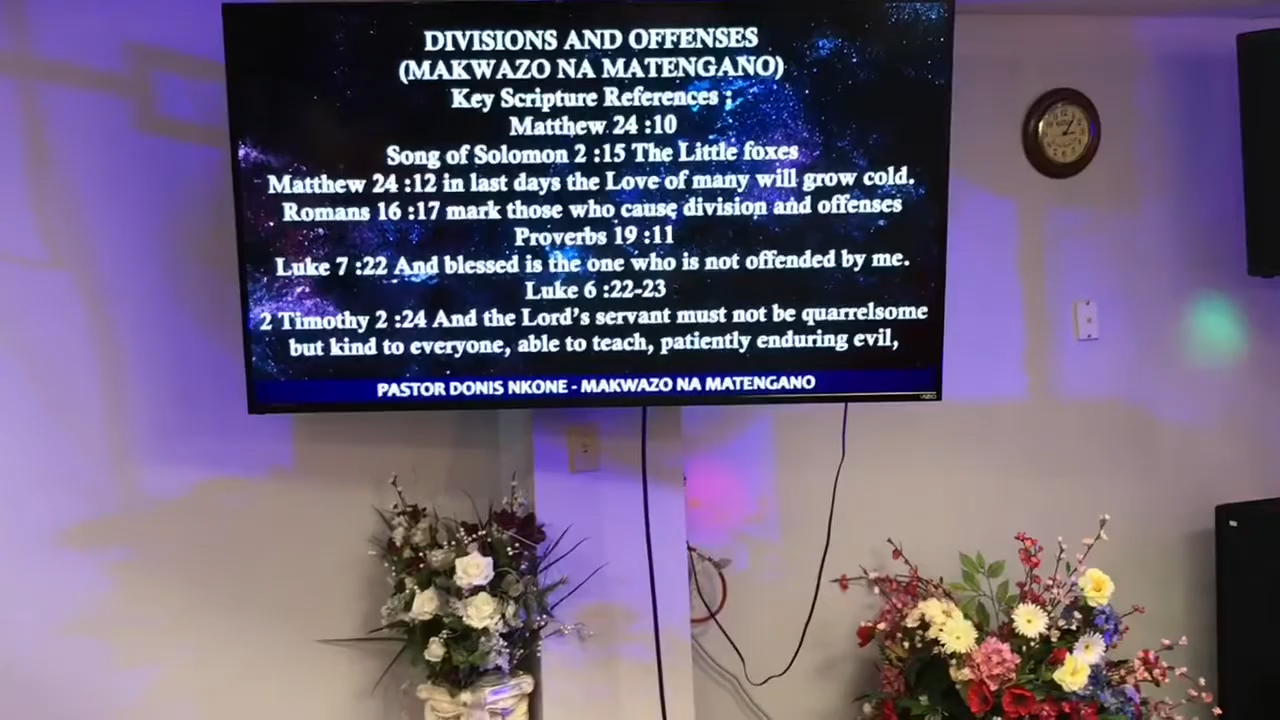 DIVISIONS AND OFFENSES
(MAKWAZO NA MATENGANO)
Key Scripture References ;
Matthew 24 :10
Song of Solomon 2 :15 The Little foxes
Matthew 24 :12 in last days the Love of many will grow cold.
Romans 16 :17 mark those who cause division and offenses
Proverbs 19 :11
Luke 7 :22 And blessed is the one who is not offended by me.
Luke 6 :22-23
2 Timothy 2 :24 And the Lord's servant must not be quarrelsome
but kind to everyone, able to teach, patiently enduring evil,
PASTOR DONIS NKONE - MAKWAZO NA MATENGANO
VIZIO